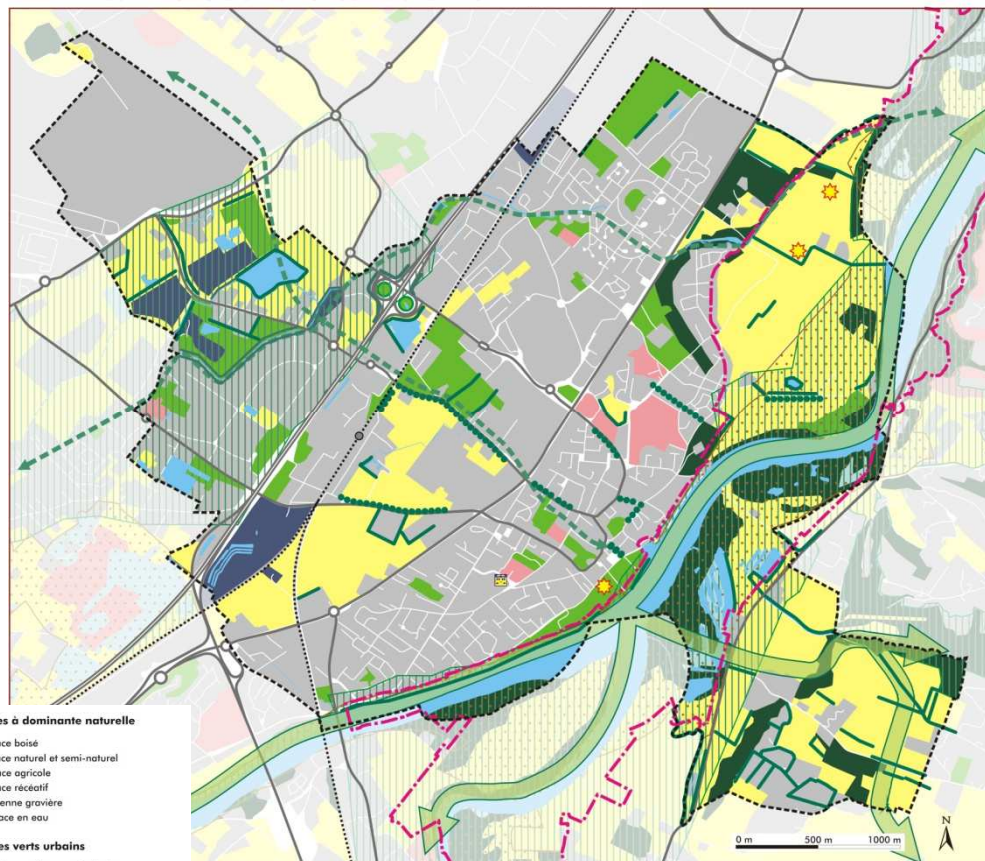 es à dominante naturelle
ace boisé
ace naturel et semi-naturel
ace agricole
ace récéatif
enne gravière
ace en eau
es verts urbains
N
0 m 500 m 1000 m